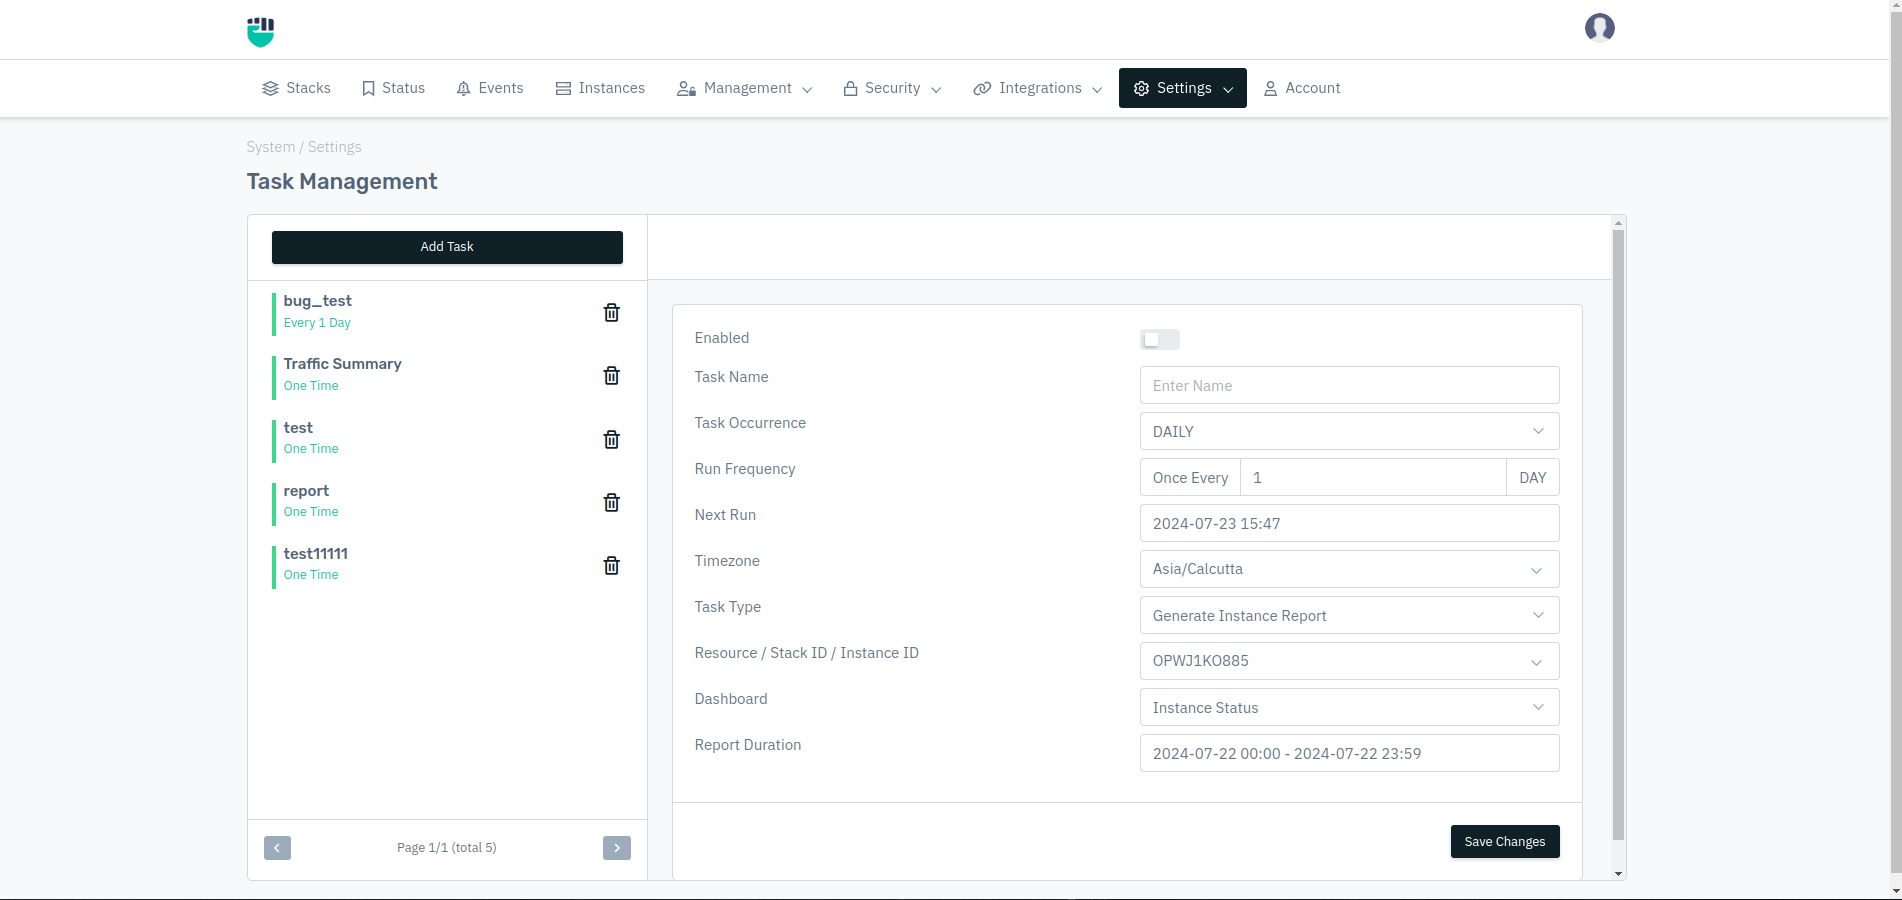 Stacks Status Events Instances Management Security Integrations Settings Account
System / Settings
Task Management
Add Task
bug_test
Every 1 Day
Traffic Summary
One Time
test
One Time
report
One Time
test11111
One Time
Page 1/1 (total 5)
Enabled
Task Name Enter Name
Task Occurrence DAILY
Run Frequency Once Every 1 DAY
Next Run 2024-07-23 15:47
Timezone Asia/Calcutta
Task Type Generate Instance Report
Resource / Stack ID / Instance ID OPWJ1KO885
Dashboard Instance Status
Report Duration 2024-07-22 00:00 - 2024-07-22 23:59
Save Changes